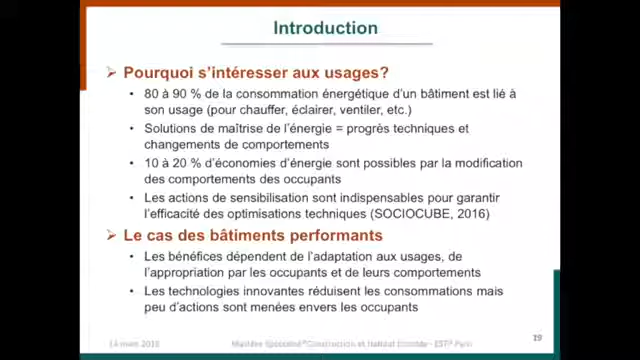 Introduction
Pourquoi s'intéresser aux usages?
80 à 90 % de la consommation énergétique d'un bâtiment est lié à
son usage (pour chauffer, éclairer, ventiler, etc.)
Solutions de maîtrise de l'énergie = progrès techniques et
changements de comportements
10 à 20 % d'économies d'énergie sont possibles par la modification
des comportements des occupants
Les actions de sensibilisation sont indispensables pour garantir
l'efficacité des optimisations techniques (SOCIOCUBE, 2016)
Le cas des bâtiments performants
Les bénéfices dépendent de l'adaptation aux usages, de
l'appropriation par les occupants et de leurs comportements
Les technologies innovantes réduisent les consommations mais
peu d'actions sont menées envers les occupants
mars Construction et Habitat - Paris
19